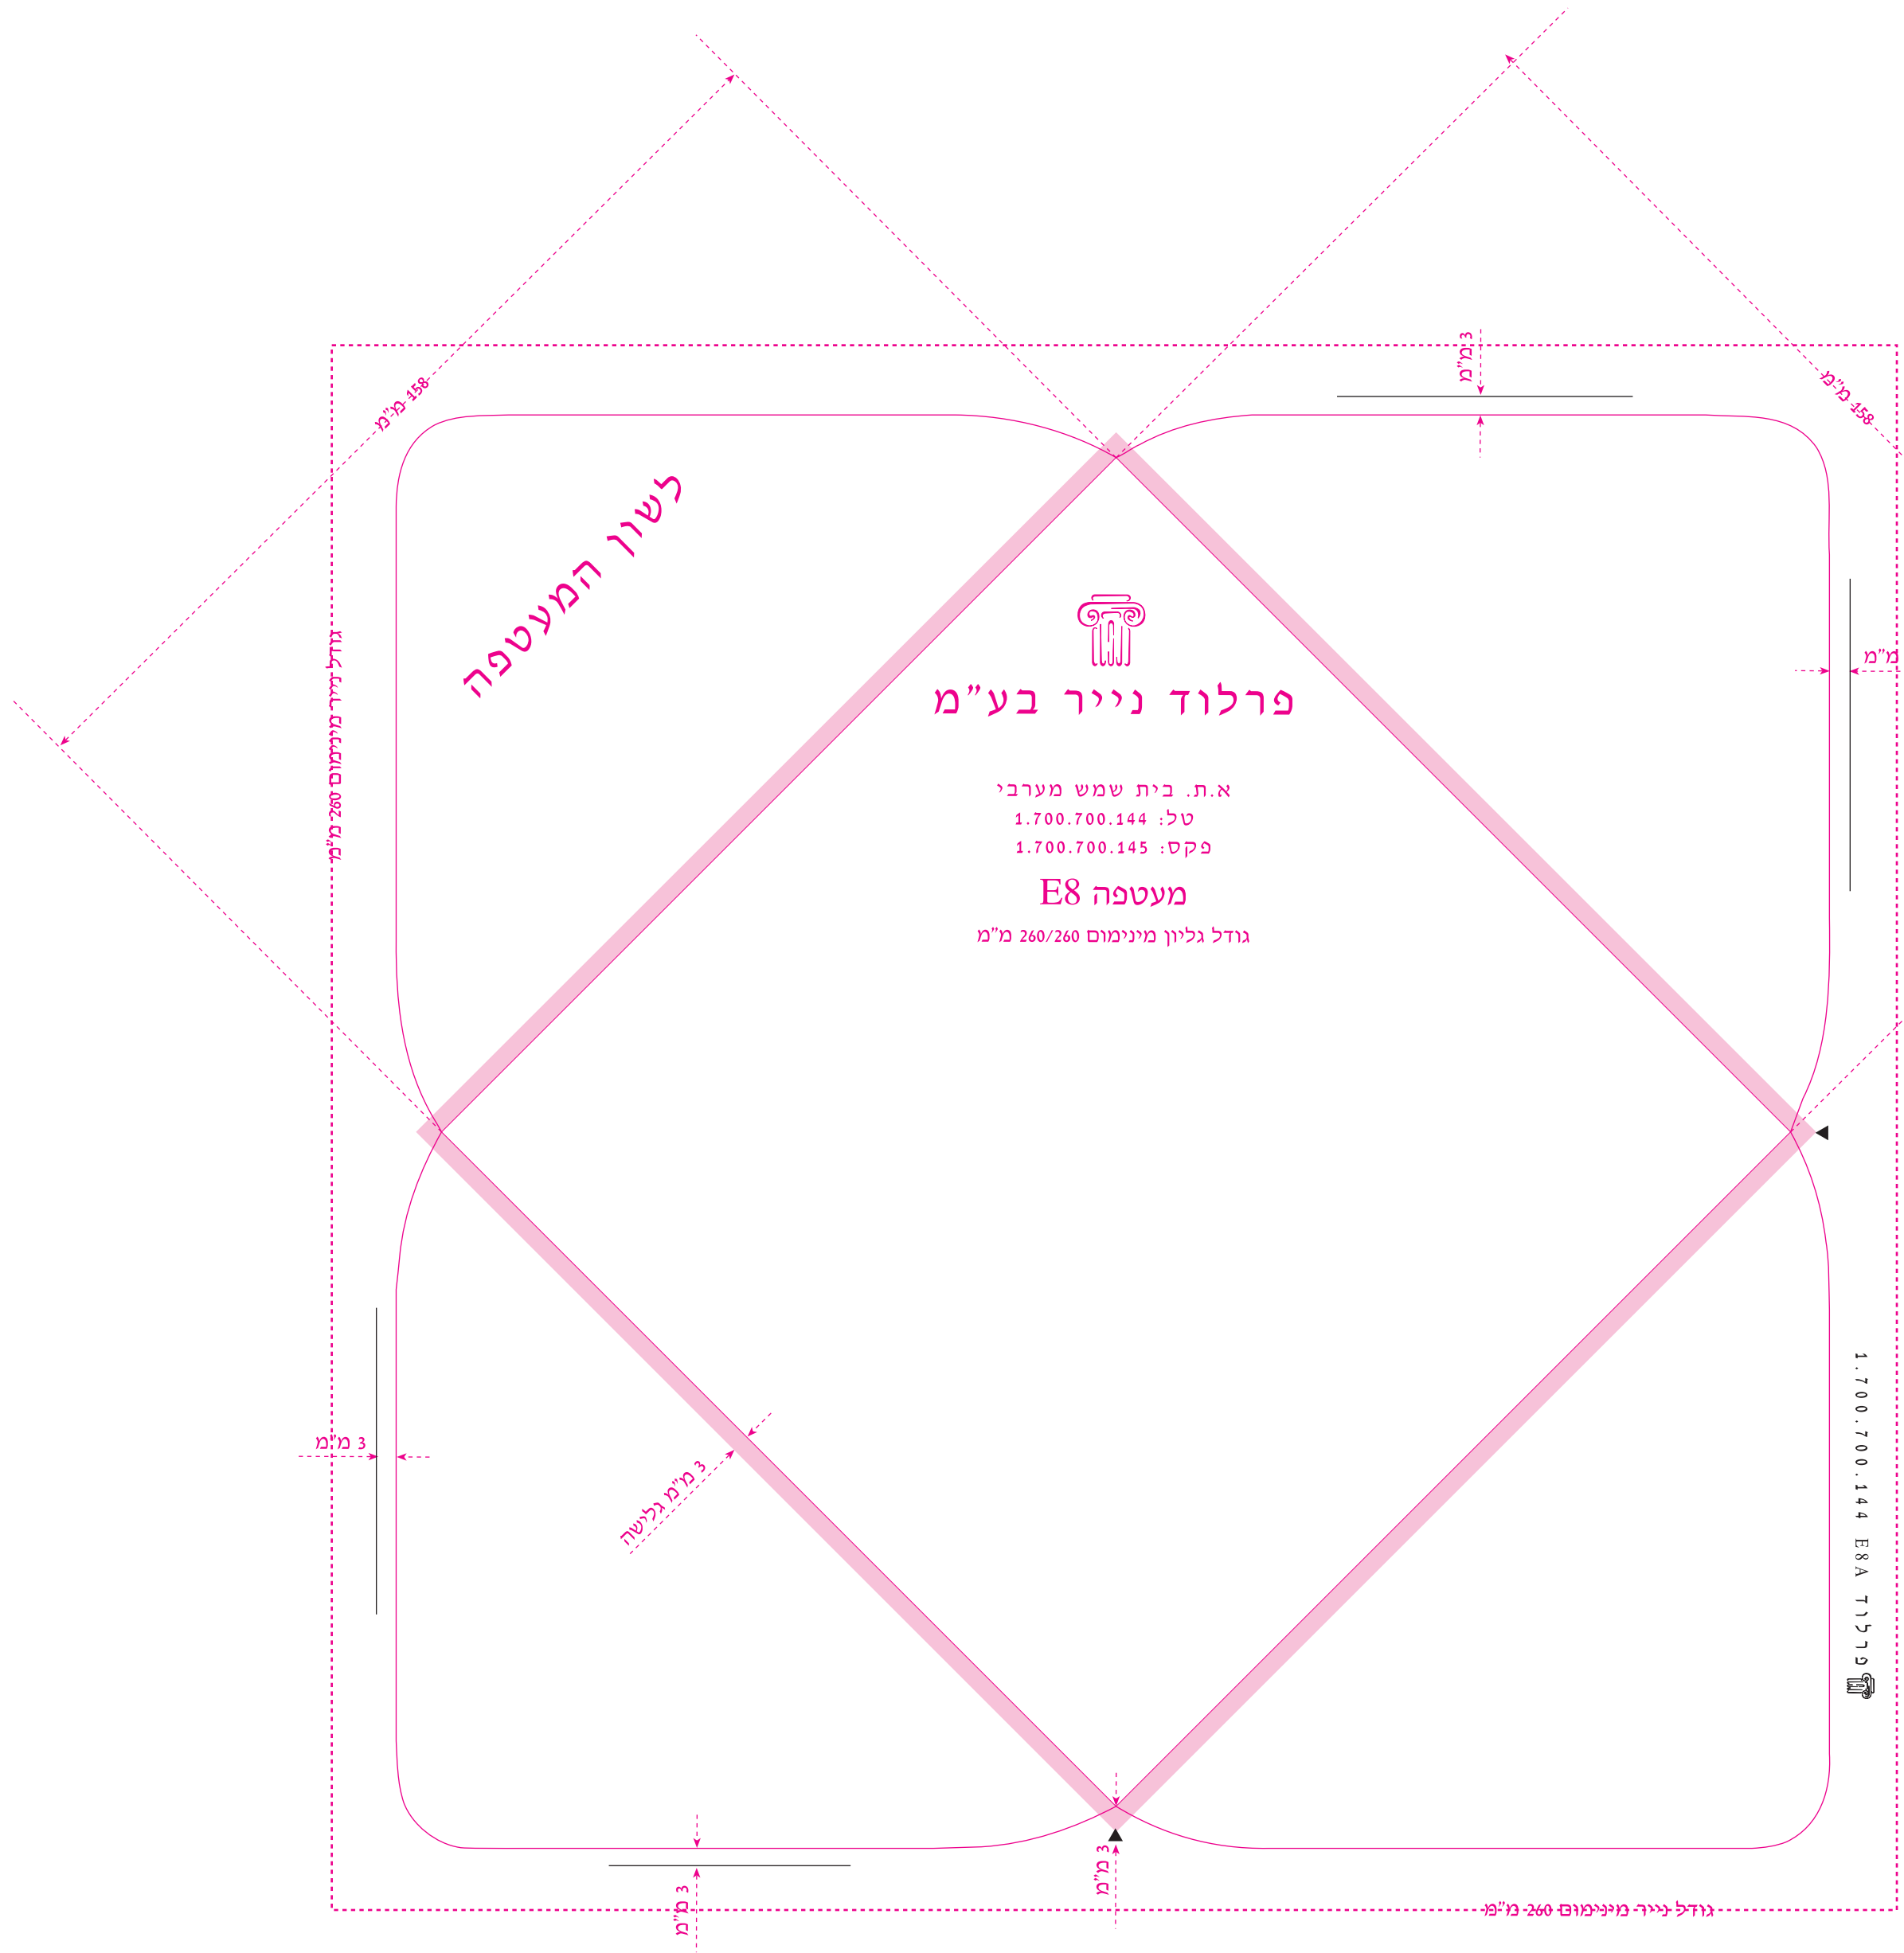 3 מ"מ
158 מ"מ
158 מ"מ
לשון המעטפה
מ"מ
גודל נייר מינימום 260 מ"מ
פרלוד נייר בע"מ
א.ת. בית שמש מערבי
טל: 1.700.700.144
פקס: 1.700.700.145
מעטפה E8
גודל גליון מינימום 260/260 מ"מ
3 מ"מ
3 מ"מ גלישה
פרלוד E8A 1.700.700.144
3 מ"מ
3 מ"מ
גודל נייר מינימום 260 מ"מ